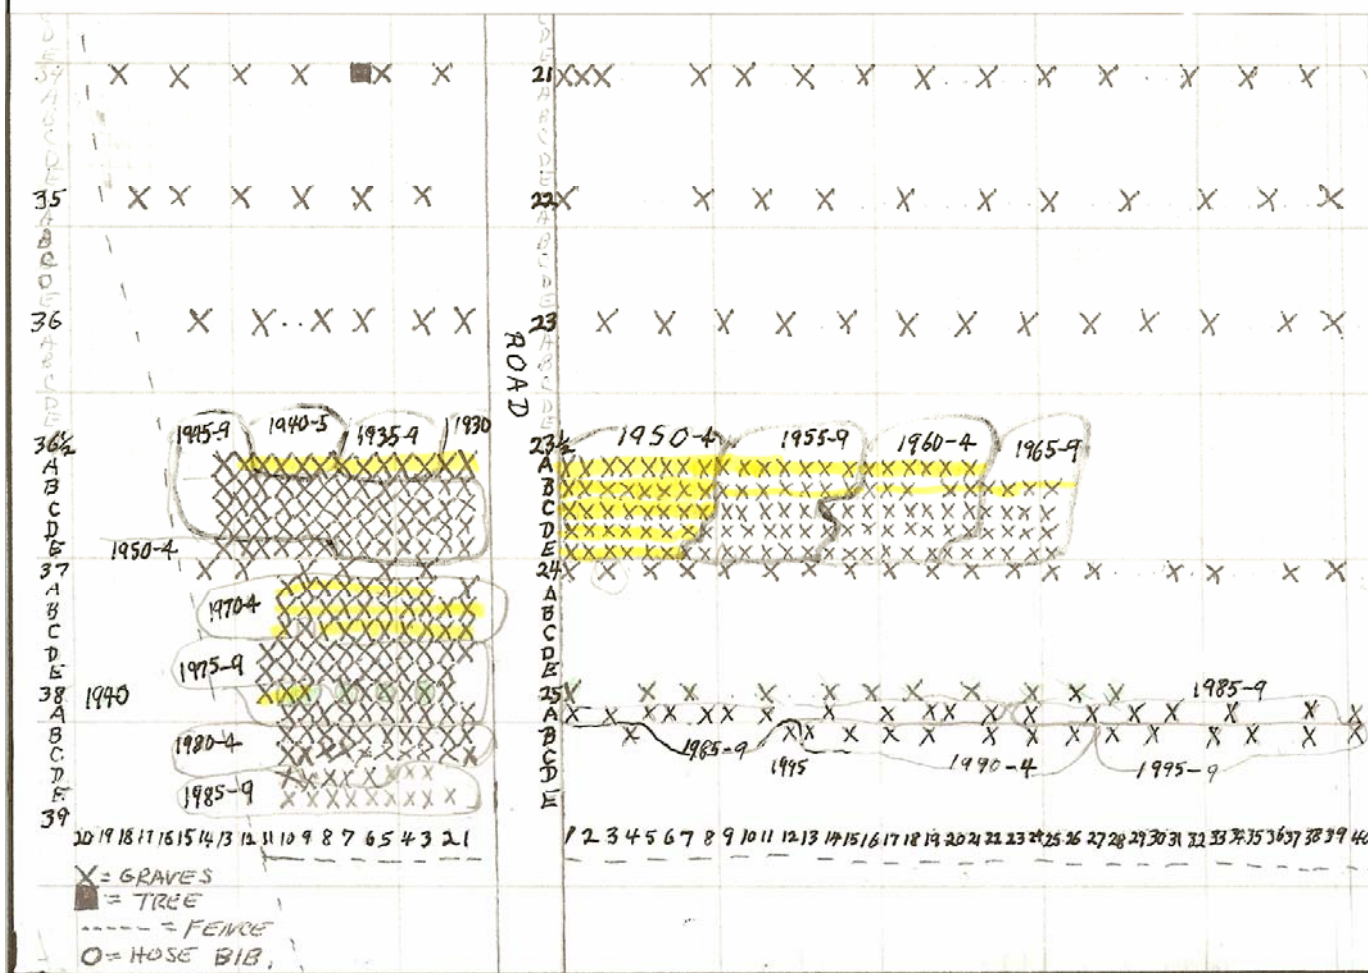 D D
E E
34 21
A A
B B
C C
D D
E E
35 22
A A
B B
C C
D D
E E
36 23
A A
B B
C C
D D
E E
ROAD
1945-9 1940-5 1935-9 1930 1950-4 1955-9 1960-4 1965-9
36½ 23½
A A
B B
C C
D D
1950-4 E E
37 24
A A
1970-4 B B
C C
D D
1975-9 E E
38 1940 25 1985-9
A A
B B
1980-4 C 1985-9 1995 1990-4 1995-9 C
D D
1985-9 E E
39
20 19 18 17 16 15 14 13 12 11 10 9 8 7 6 5 4 3 2 1 1 2 3 4 5 6 7 8 9 10 11 12 13 14 15 16 17 18 19 20 21 22 23 24 25 26 27 28 29 30 31 32 33 34 35 36 37 38 39 40
X = GRAVES
= TREE
----- = FENCE
O = HOSE BIB.